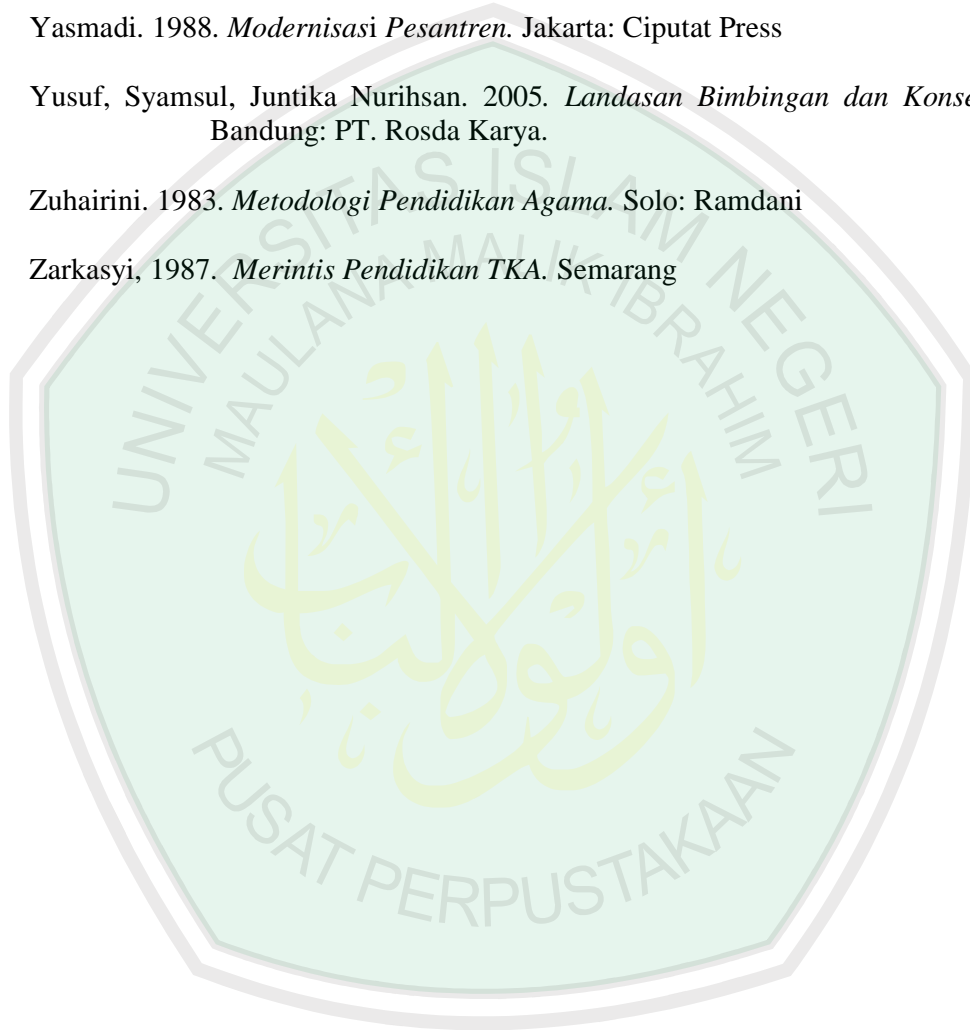 Yasmadi. 1988. Modernisasi Pesantren. Jakarta: Ciputat Press
Yusuf, Syamsul, Juntika Nurihsan. 2005. Landasan Bimbingan dan
Bandung: PT. Rosda Karya.
Zuhairini. 1983. Metodologi Pendidikan Agama. Solo: Ramdani
Zarkasyi, 1987. Merintis Pendidikan TKA. Semarang
UNIVERSITAS ISLAM NEGERI
MAULANA MALIK IBRAHIM
أولو الألباب
PUSAT PERPUSTAKAAN